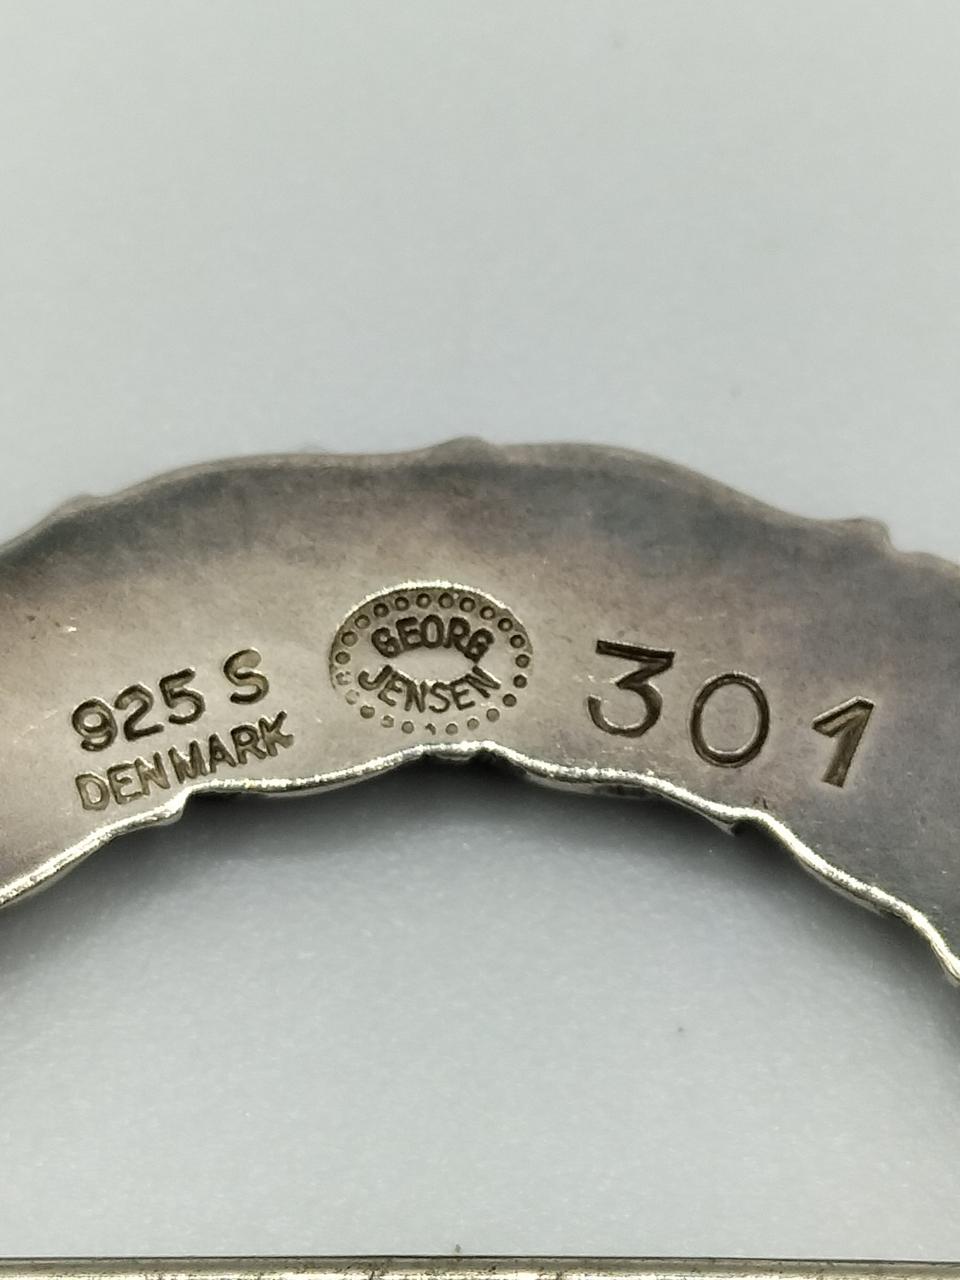 925 S
DENMARK
GEORG
JENSEN
301